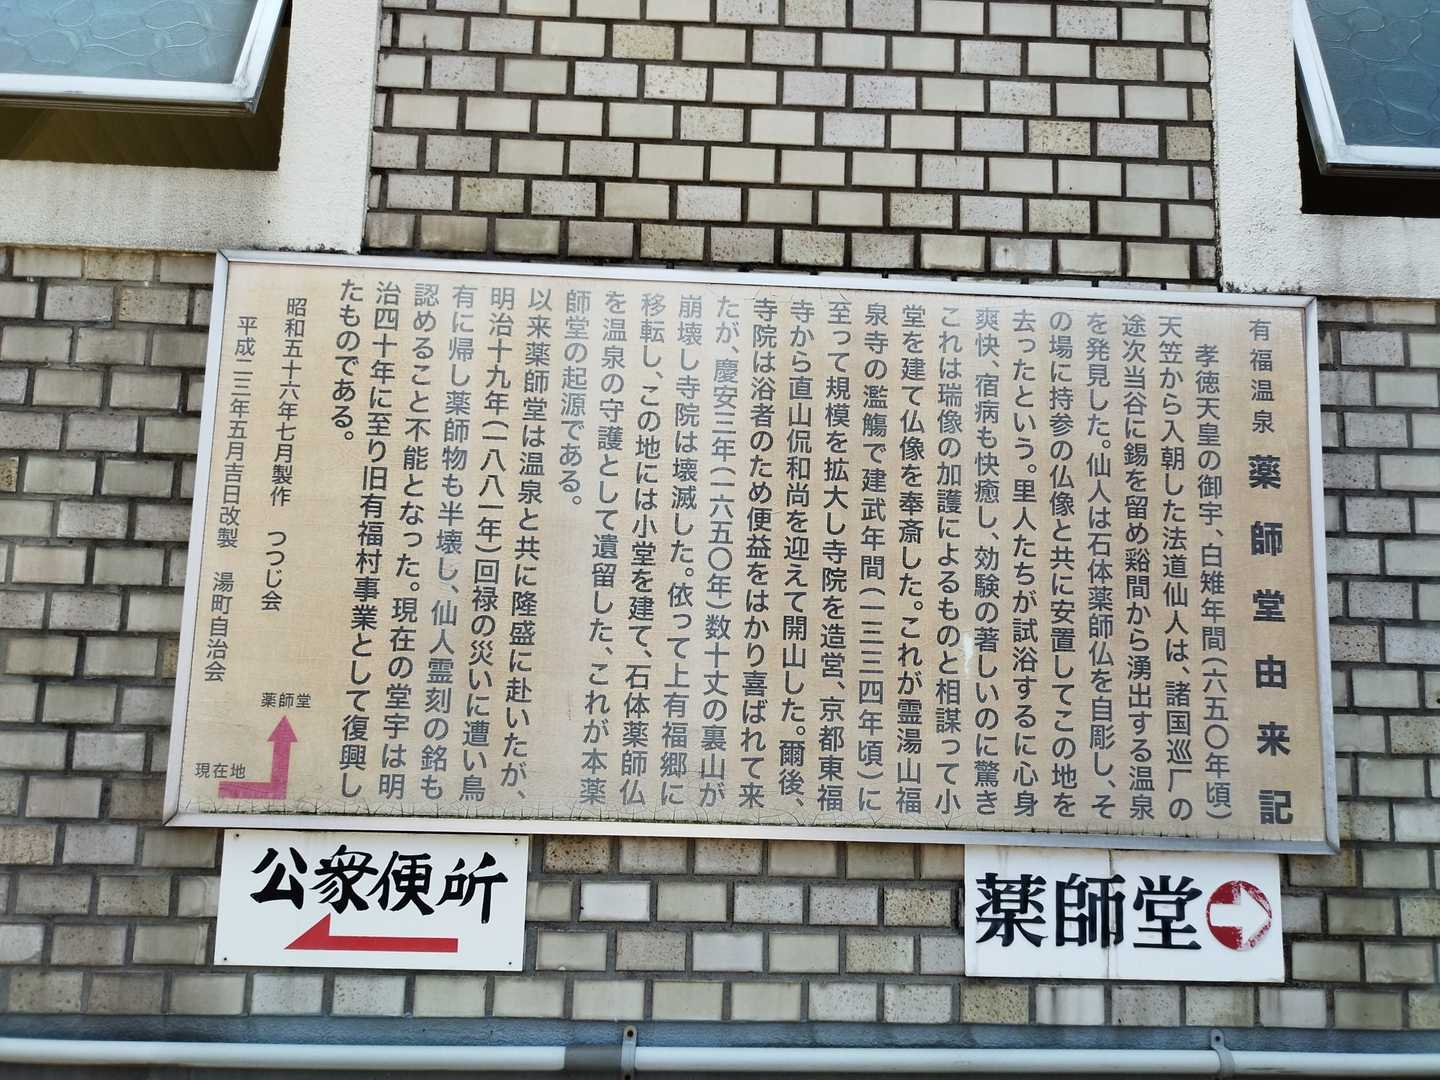 有福温泉 薬師堂由来記
孝徳天皇の御宇、白雉年間(六五〇年頃)
天竺から入朝した法道仙人は、諸国巡厂の
途次当谷に錫を留め谿間から湧出する温泉
を発見した。仙人は石体薬師仏を自彫し、そ
の場に持参の仏像と共に安置してこの地を
去ったという。里人たちが試浴するに心身
爽快、宿病も快癒し、効験の著しいのに驚き
これは瑞像の加護によるものと相謀って小
堂を建て仏像を奉斎した。これが霊湯山福
泉寺の濫觴で建武年間(一三三四年頃)に
至って規模を拡大し寺院を造営、京都東福
寺から直山侃和尚を迎えて開山した。爾後、
寺院は浴者のため便益をはかり喜ばれて来
たが、慶安三年(一六五〇年)数十丈の裏山が
崩壊し寺院は壊滅した。依って上有福郷に
移転し、この地には小堂を建て、石体薬師仏
を温泉の守護として遺留した、これが本薬
師堂の起源である。
以来薬師堂は温泉と共に隆盛に赴いたが、
明治十九年(一八八一年)回禄の災いに遭い烏
有に帰し薬師物も半壊し、仙人霊刻の銘も
認めること不能となった。現在の堂宇は明
治四十年に至り旧有福村事業として復興し
たものである。
昭和五十六年七月製作 つつじ会
平成二三年五月吉日改製 湯町自治会
薬師堂
現在地
公衆便所
薬師堂